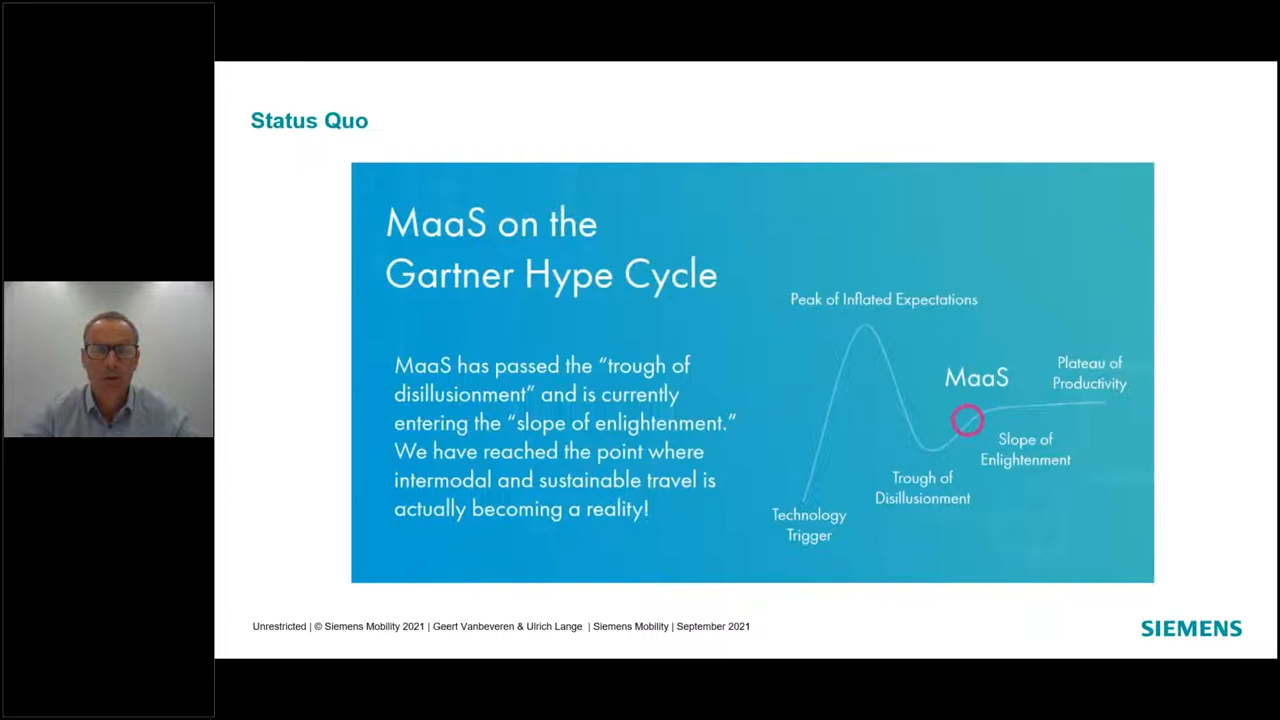 Status Quo
MaaS on the
Gartner Hype Cycle
MaaS has passed the “trough of
disillusionment” and is currently
entering the “slope of enlightenment.”
We have reached the point where
intermodal and sustainable travel is
actually becoming a reality!
Peak of Inflated Expectations
MaaS
Plateau of
Productivity
Slope of
Enlightenment
Trough of
Disillusionment
Technology
Trigger
Unrestricted | © Siemens Mobility 2021 | Geert Vanbeveren & Ulrich Lange | Siemens Mobility | September 2021
SIEMENS